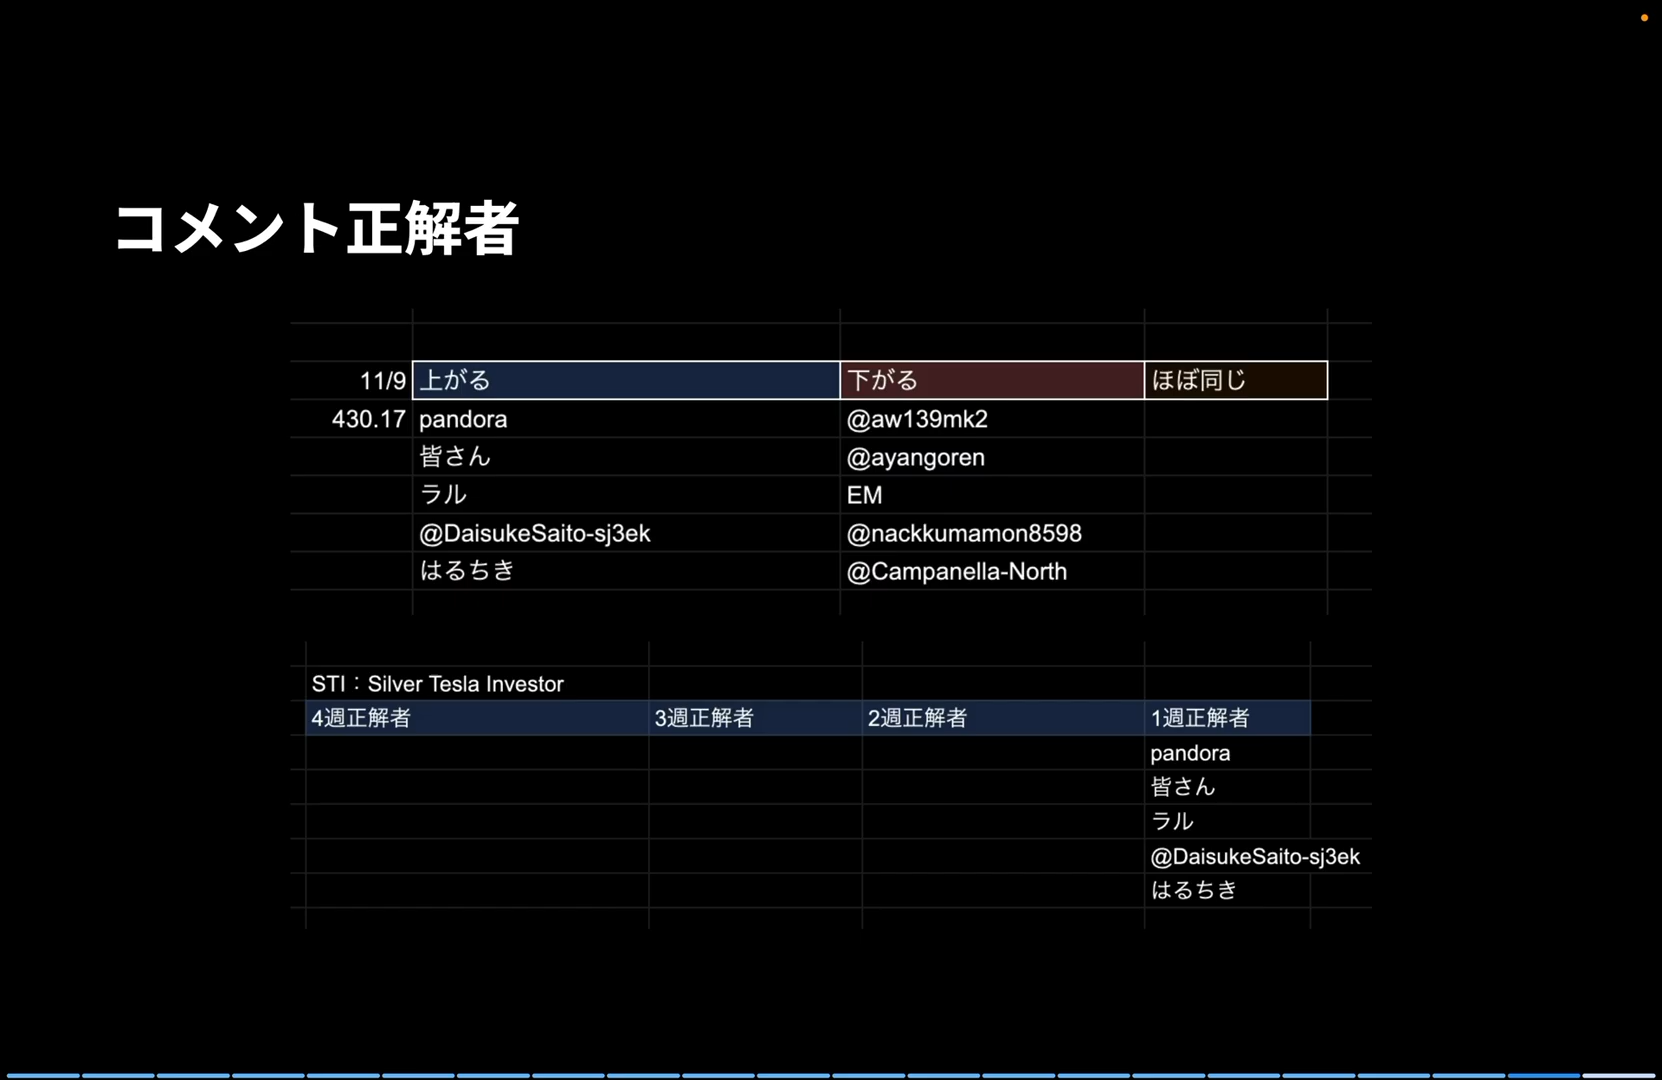 コメント正解者
11/9 上がる 下がる ほぼ同じ
430.17 pandora @aw139mk2
皆さん @ayangoren
ラル EM
@DaisukeSaito-sj3ek @nackkumamon8598
はるちき @Campanella-North
STI：Silver Tesla Investor
4週正解者 3週正解者 2週正解者 1週正解者
pandora
皆さん
ラル
@DaisukeSaito-sj3ek
はるちき